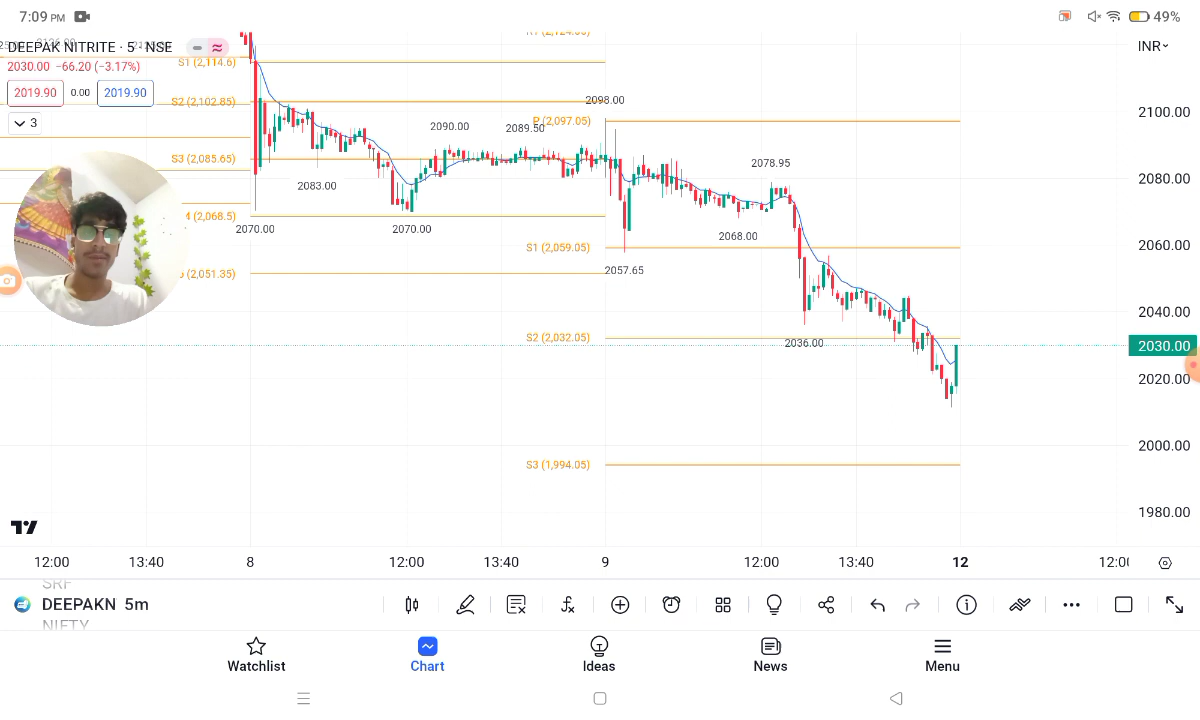 7:09 PM
49%
DEEPAK NITRITE · 5 · NSE
INR
2030.00 −66.20 (−3.17%)
2019.90 0.00 2019.90
3
S1 (2,114.6)
S2 (2,102.85)
S3 (2,085.65)
(2,068.5)
(2,051.35)
2098.00
P (2,097.05)
2090.00
2089.50
2083.00
2078.95
2070.00
2070.00
2068.00
S1 (2,059.05)
2057.65
S2 (2,032.05)
2036.00
S3 (1,994.05)
2100.00
2080.00
2060.00
2040.00
2030.00
2020.00
2000.00
1980.00
12:00 13:40 8 12:00 13:40 9 12:00 13:40 12
SRF
DEEPAKN 5m
NIFTY
Watchlist
Chart
Ideas
News
Menu